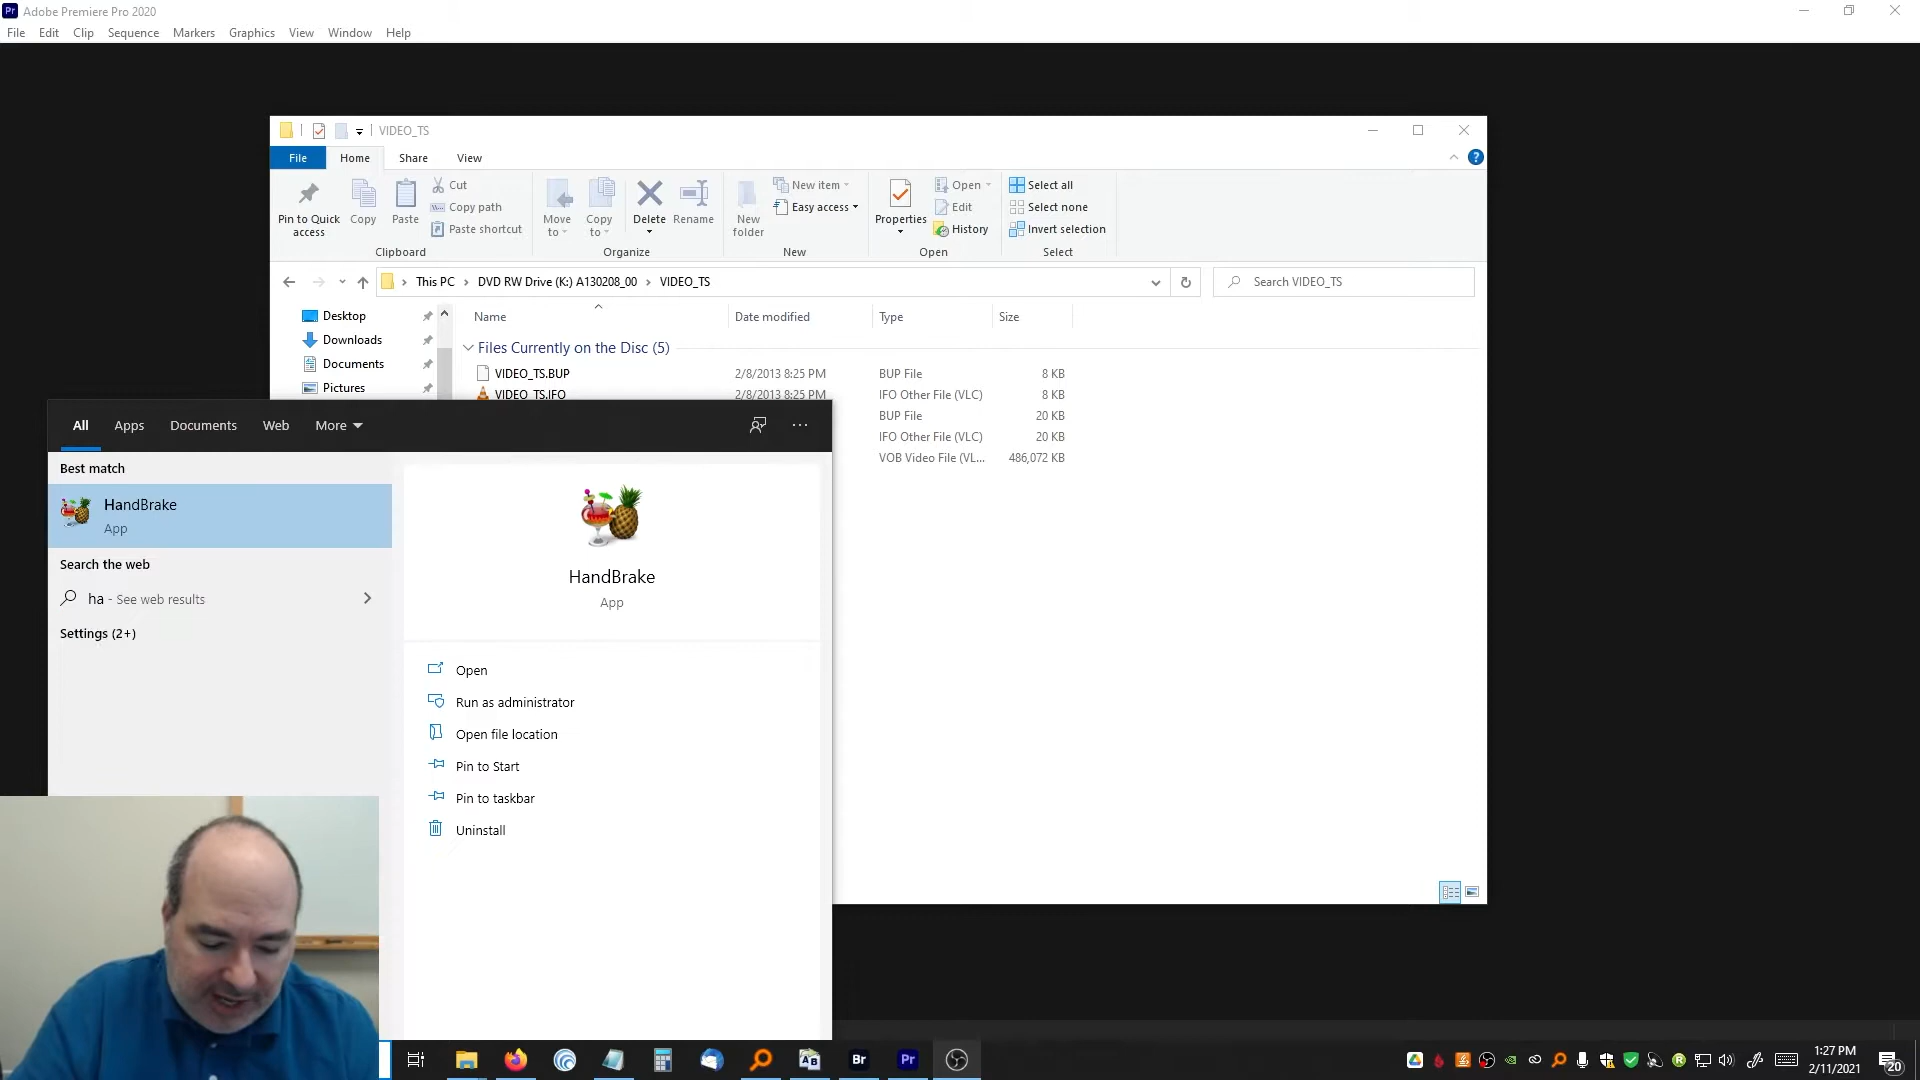 Pr Adobe Premiere Pro 2020
File Edit Clip Sequence Markers Graphics View Window Help
VIDEO_TS
File Home Share View
Pin to Quick access
Copy
Paste
Cut
Copy path
Paste shortcut
Move to
Copy to
Delete
Rename
New folder
New item
Easy access
Properties
Open
Edit
History
Select all
Select none
Invert selection
Clipboard Organize New Open Select
This PC DVD RW Drive (K:) A130208_00 VIDEO_TS
Search VIDEO_TS
Desktop
Downloads
Documents
Pictures
Name Date modified Type Size
Files Currently on the Disc (5)
VIDEO_TS.BUP 2/8/2013 8:25 PM BUP File 8 KB
VIDEO_TS.IFO 2/8/2013 8:25 PM IFO Other File (VLC) 8 KB
BUP File 20 KB
IFO Other File (VLC) 20 KB
VOB Video File (VL... 486,072 KB
All Apps Documents Web More ...
Best match
HandBrake
App
Search the web
ha - See web results
Settings (2+)
HandBrake
App
Open
Run as administrator
Open file location
Pin to Start
Pin to taskbar
Uninstall
Br Pr
1:27 PM
2/11/2021
20